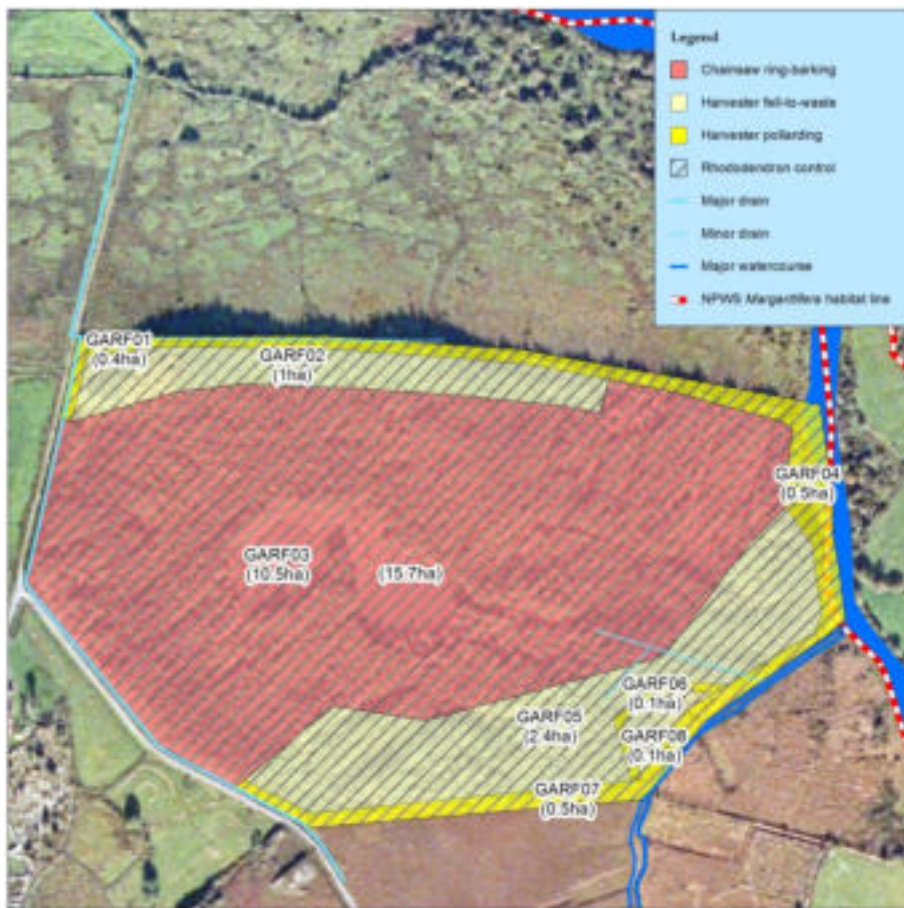 Legend
Chainsaw ring-barking
Harvester fell-to-waste
Harvester pollarding
Rhododendron control
Major drain
Minor drain
Major watercourse
NPWS Margaritifera habitat line
GARF01
(0.4ha)
GARF02
(1ha)
GARF04
(0.5ha)
GARF03
(10.5ha)
(15.7ha)
GARF06
(0.1ha)
GARF05
(2.4ha)
GARF08
(0.1ha)
GARF07
(0.5ha)